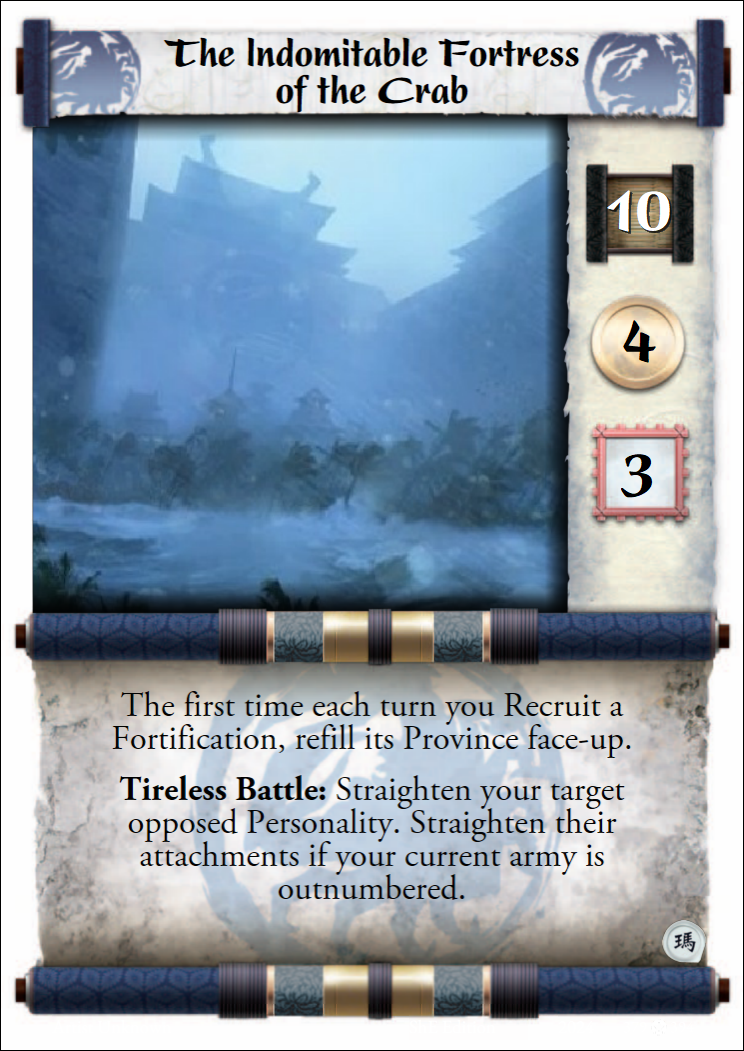 The Indomitable Fortress
of the Crab
10
4
3
The first time each turn you Recruit a
Fortification, refill its Province face-up.
Tireless Battle: Straighten your target
opposed Personality. Straighten their
attachments if your current army is
outnumbered.
瑪